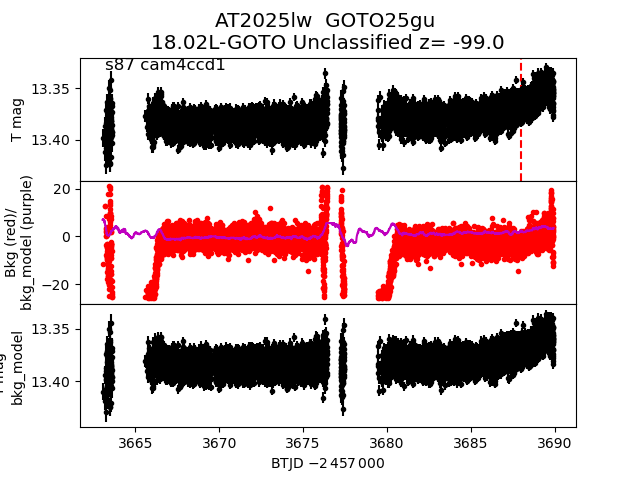 AT2025lw  GOTO25gu
18.02L-GOTO Unclassified z= -99.0
s87 cam4ccd1
T mag
13.35
13.40
Bkg (red)/
bkg_model (purple)
20
0
−20
bkg_model
13.35
13.40
3665 3670 3675 3680 3685 3690
BTJD −2 457 000